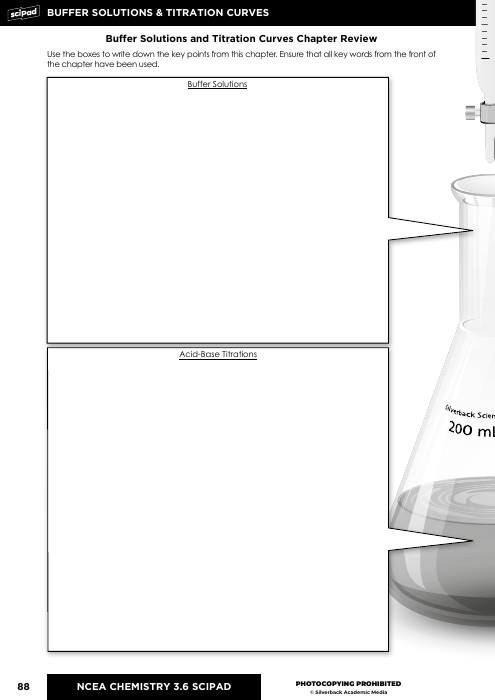 scipad
BUFFER SOLUTIONS & TITRATION CURVES
Buffer Solutions and Titration Curves Chapter Review
Use the boxes to write down the key points from this chapter. Ensure that all key words from the front of
the chapter have been used.
Buffer Solutions
Acid-Base Titrations
Silverback Scien
200 mL
88
NCEA CHEMISTRY 3.6 SCIPAD
PHOTOCOPYING PROHIBITED
© Silverback Academic Media